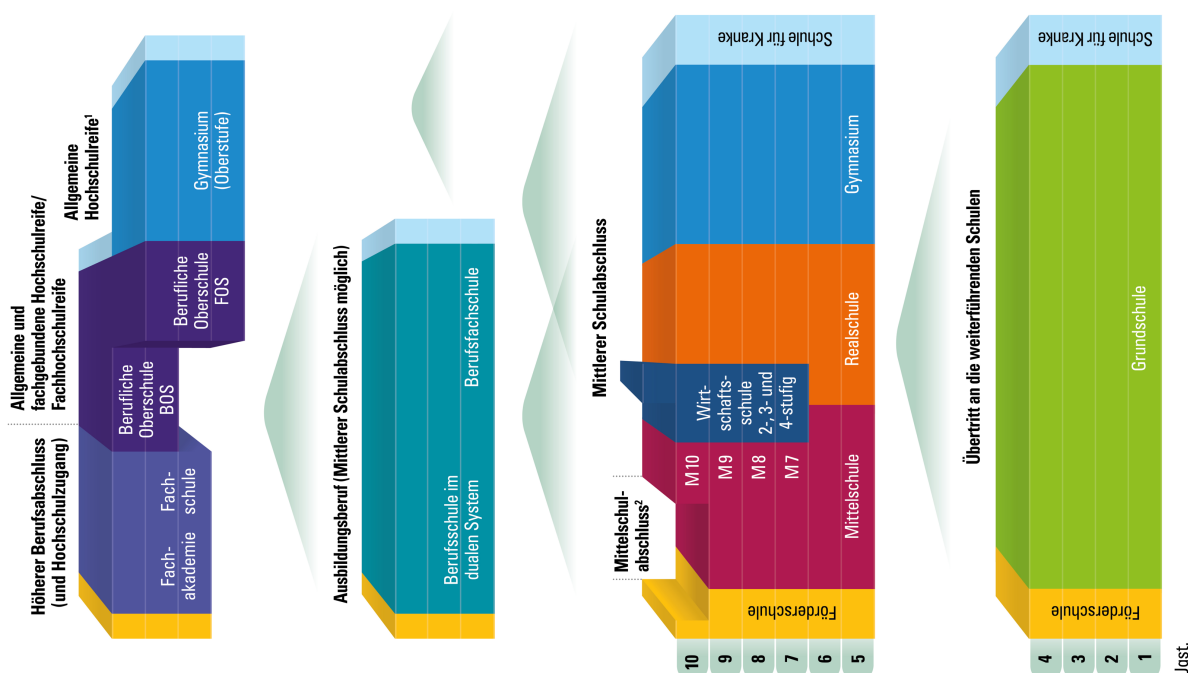 Höherer Berufsabschluss
(und Hochschulzugang)
Allgemeine und
fachgebundene Hochschulreife/
Fachhochschulreife
Allgemeine
Hochschulreife¹
Fach-
akademie
Fach-
schule
Berufliche
Oberschule
BOS
Berufliche
Oberschule
FOS
Gymnasium
(Oberstufe)
Ausbildungsberuf (Mittlerer Schulabschluss möglich)
Berufsschule im
dualen System
Berufsfachschule
Mittelschul-
abschluss²
Mittlerer Schulabschluss
10
9
8
7
6
5
Förderschule
M10
M9
M8
M7
Mittelschule
Wirt-
schafts-
schule
2-, 3- und
4-stufig
Realschule
Gymnasium
Schule für Kranke
Übertritt an die weiterführenden Schulen
4
3
2
1
Förderschule
Grundschule
Schule für Kranke
Jgst.